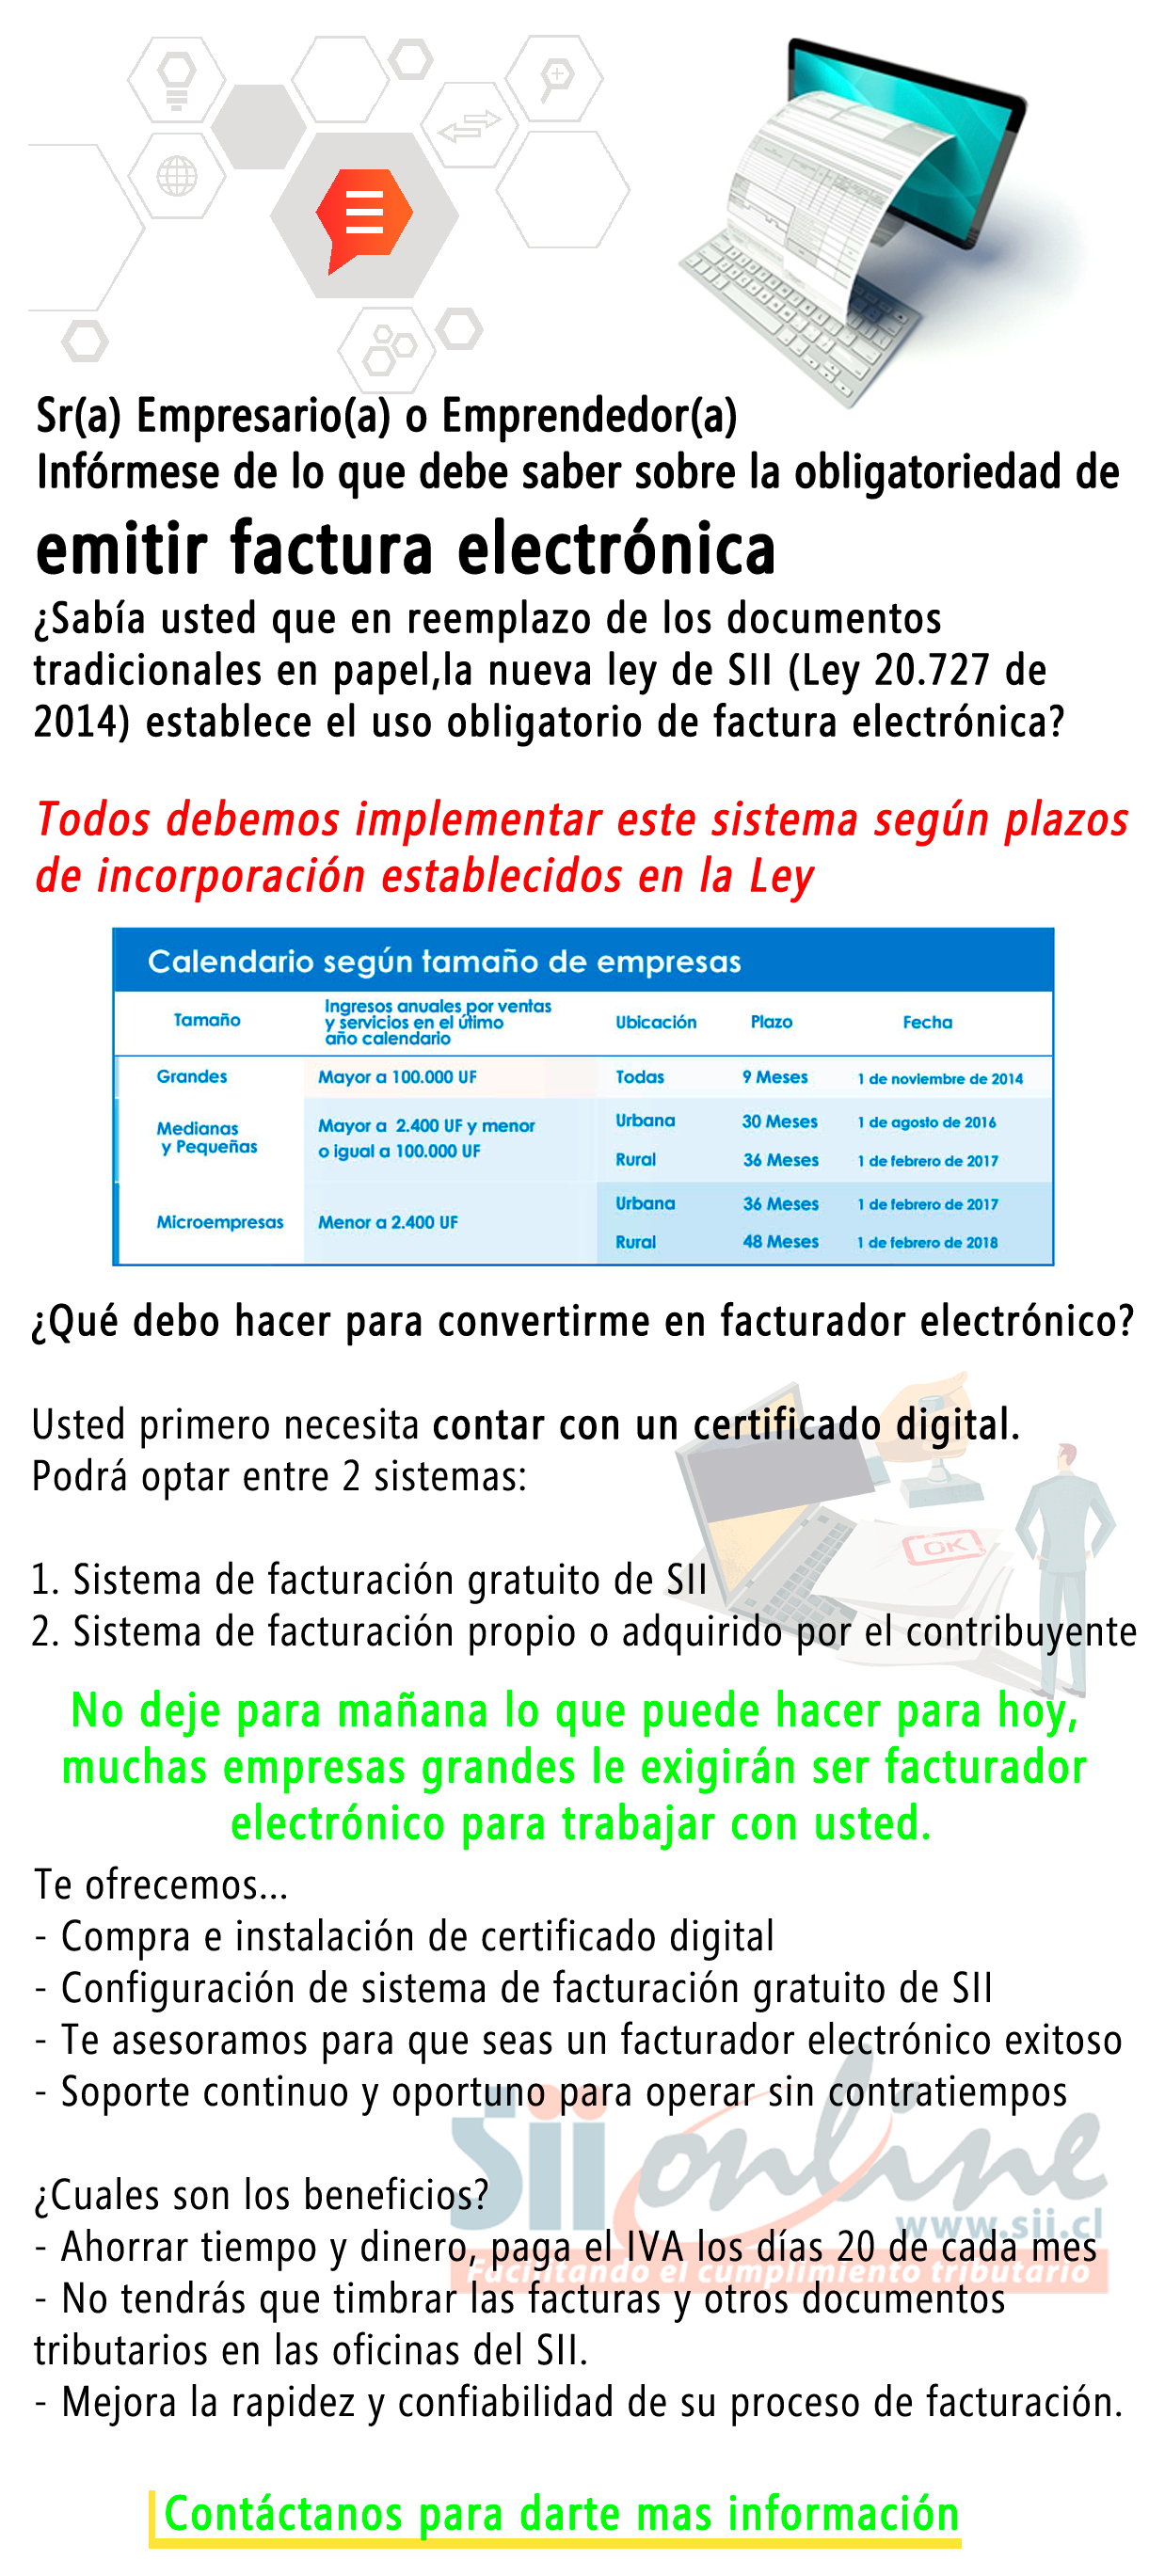 Sr(a) Empresario(a) o Emprendedor(a)
Infórmese de lo que debe saber sobre la obligatoriedad de
emitir factura electrónica
¿Sabía usted que en reemplazo de los documentos
tradicionales en papel,la nueva ley de SII (Ley 20.727 de
2014) establece el uso obligatorio de factura electrónica?
Todos debemos implementar este sistema según plazos
de incorporación establecidos en la Ley
Calendario según tamaño de empresas
Tamaño
Ingresos anuales por ventas
y servicios en el útimo
año calendario
Ubicación
Plazo
Fecha
Grandes
Mayor a 100.000 UF
Todas
9 Meses
1 de noviembre de 2014
Medianas
y Pequeñas
Mayor a 2.400 UF y menor
o igual a 100.000 UF
Urbana
30 Meses
1 de agosto de 2016
Rural
36 Meses
1 de febrero de 2017
Microempresas
Menor a 2.400 UF
Urbana
36 Meses
1 de febrero de 2017
Rural
48 Meses
1 de febrero de 2018
¿Qué debo hacer para convertirme en facturador electrónico?
Usted primero necesita contar con un certificado digital.
Podrá optar entre 2 sistemas:
OK
1. Sistema de facturación gratuito de SII
2. Sistema de facturación propio o adquirido por el contribuyente
No deje para mañana lo que puede hacer para hoy,
muchas empresas grandes le exigirán ser facturador
electrónico para trabajar con usted.
Te ofrecemos...
- Compra e instalación de certificado digital
- Configuración de sistema de facturación gratuito de SII
- Te asesoramos para que seas un facturador electrónico exitoso
- Soporte continuo y oportuno para operar sin contratiempos
Sii online
www.sii.cl
Facilitando el cumplimiento tributario
¿Cuales son los beneficios?
- Ahorrar tiempo y dinero, paga el IVA los días 20 de cada mes
- No tendrás que timbrar las facturas y otros documentos
tributarios en las oficinas del SII.
- Mejora la rapidez y confiabilidad de su proceso de facturación.
Contáctanos para darte mas información